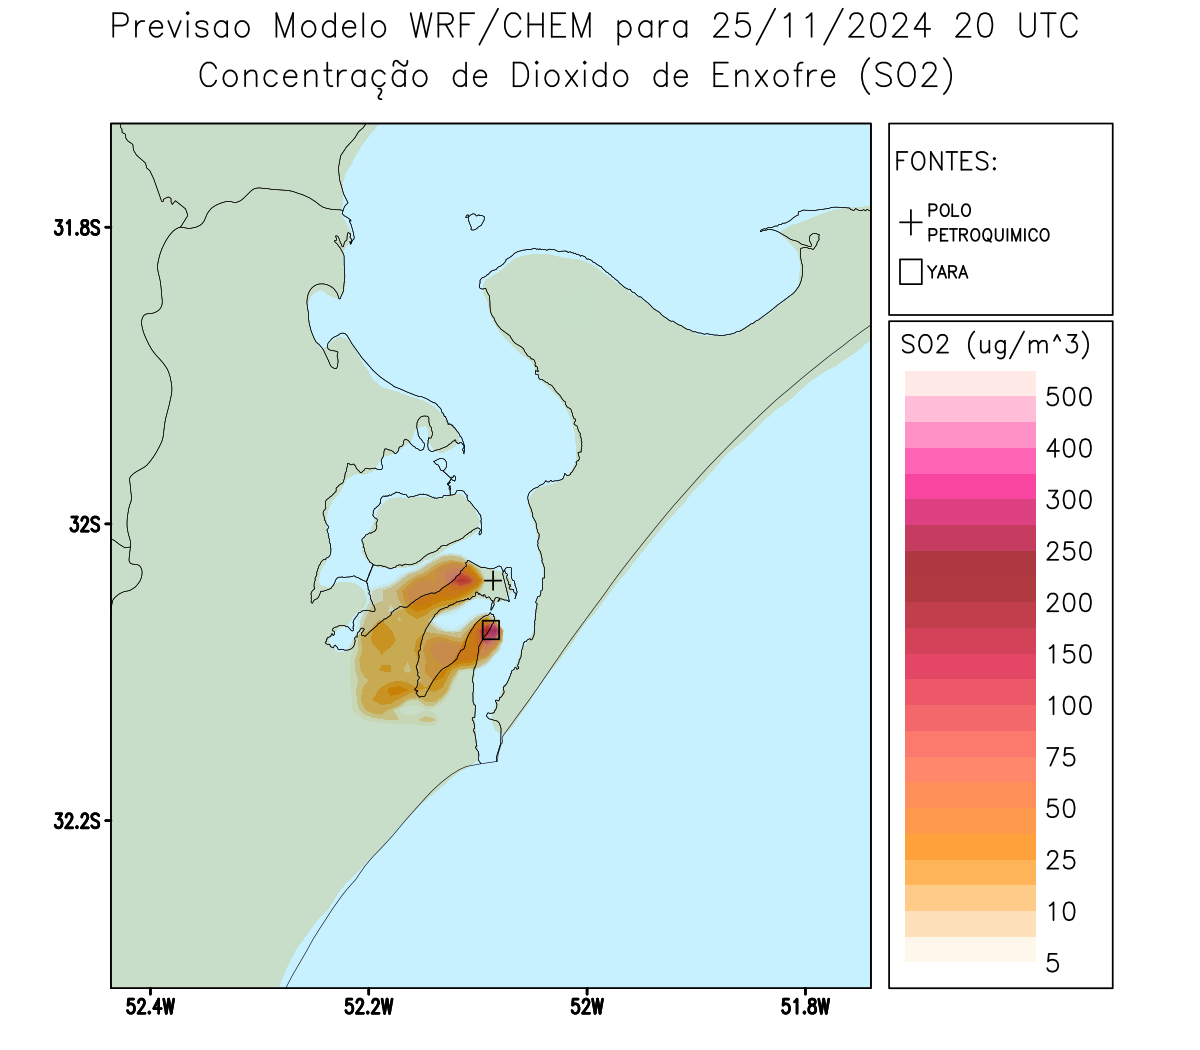 Previsao Modelo WRF/CHEM para 25/11/2024 20 UTC
Concentração de Dioxido de Enxofre (SO2)
FONTES:
POLO
PETROQUIMICO
YARA
31.8S
32S
32.2S
52.4W
52.2W
52W
51.8W
SO2 (ug/m^3)
500
400
300
250
200
150
100
75
50
25
10
5